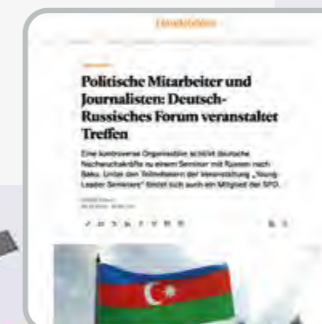 Handelsblatt
Politische Mitarbeiter und
Journalisten: Deutsch-
Russisches Forum veranstaltet
Treffen
Eine kontroverse Organisation schickt deutsche
Nachwuchskräfte zu einem Seminar mit Russen nach
Baku. Unter den Teilnehmern der Veranstaltung „Young-
Leader Seminars“ findet sich auch ein Mitglied der SPD.